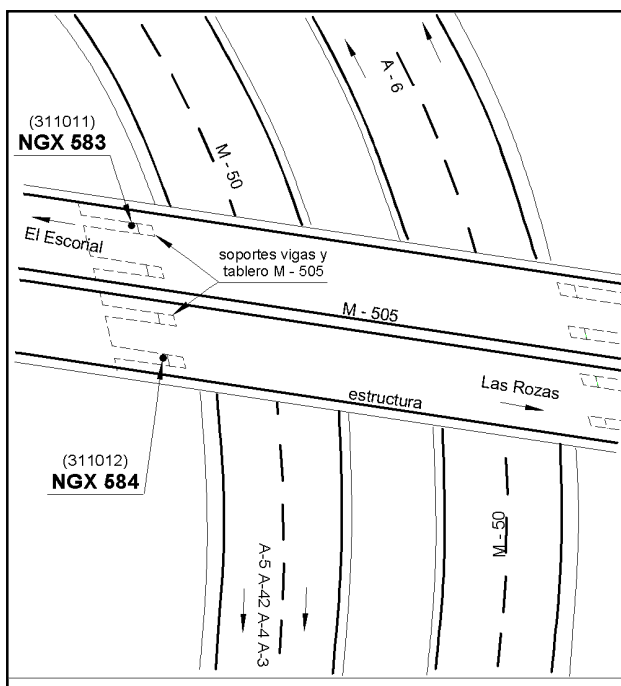 A - 6
(311011)
NGX 583
M - 50
El Escorial
soportes vigas y
tablero M - 505
M - 505
Las Rozas
estructura
(311012)
NGX 584
M - 50
A-5 A-42 A-4 A-3